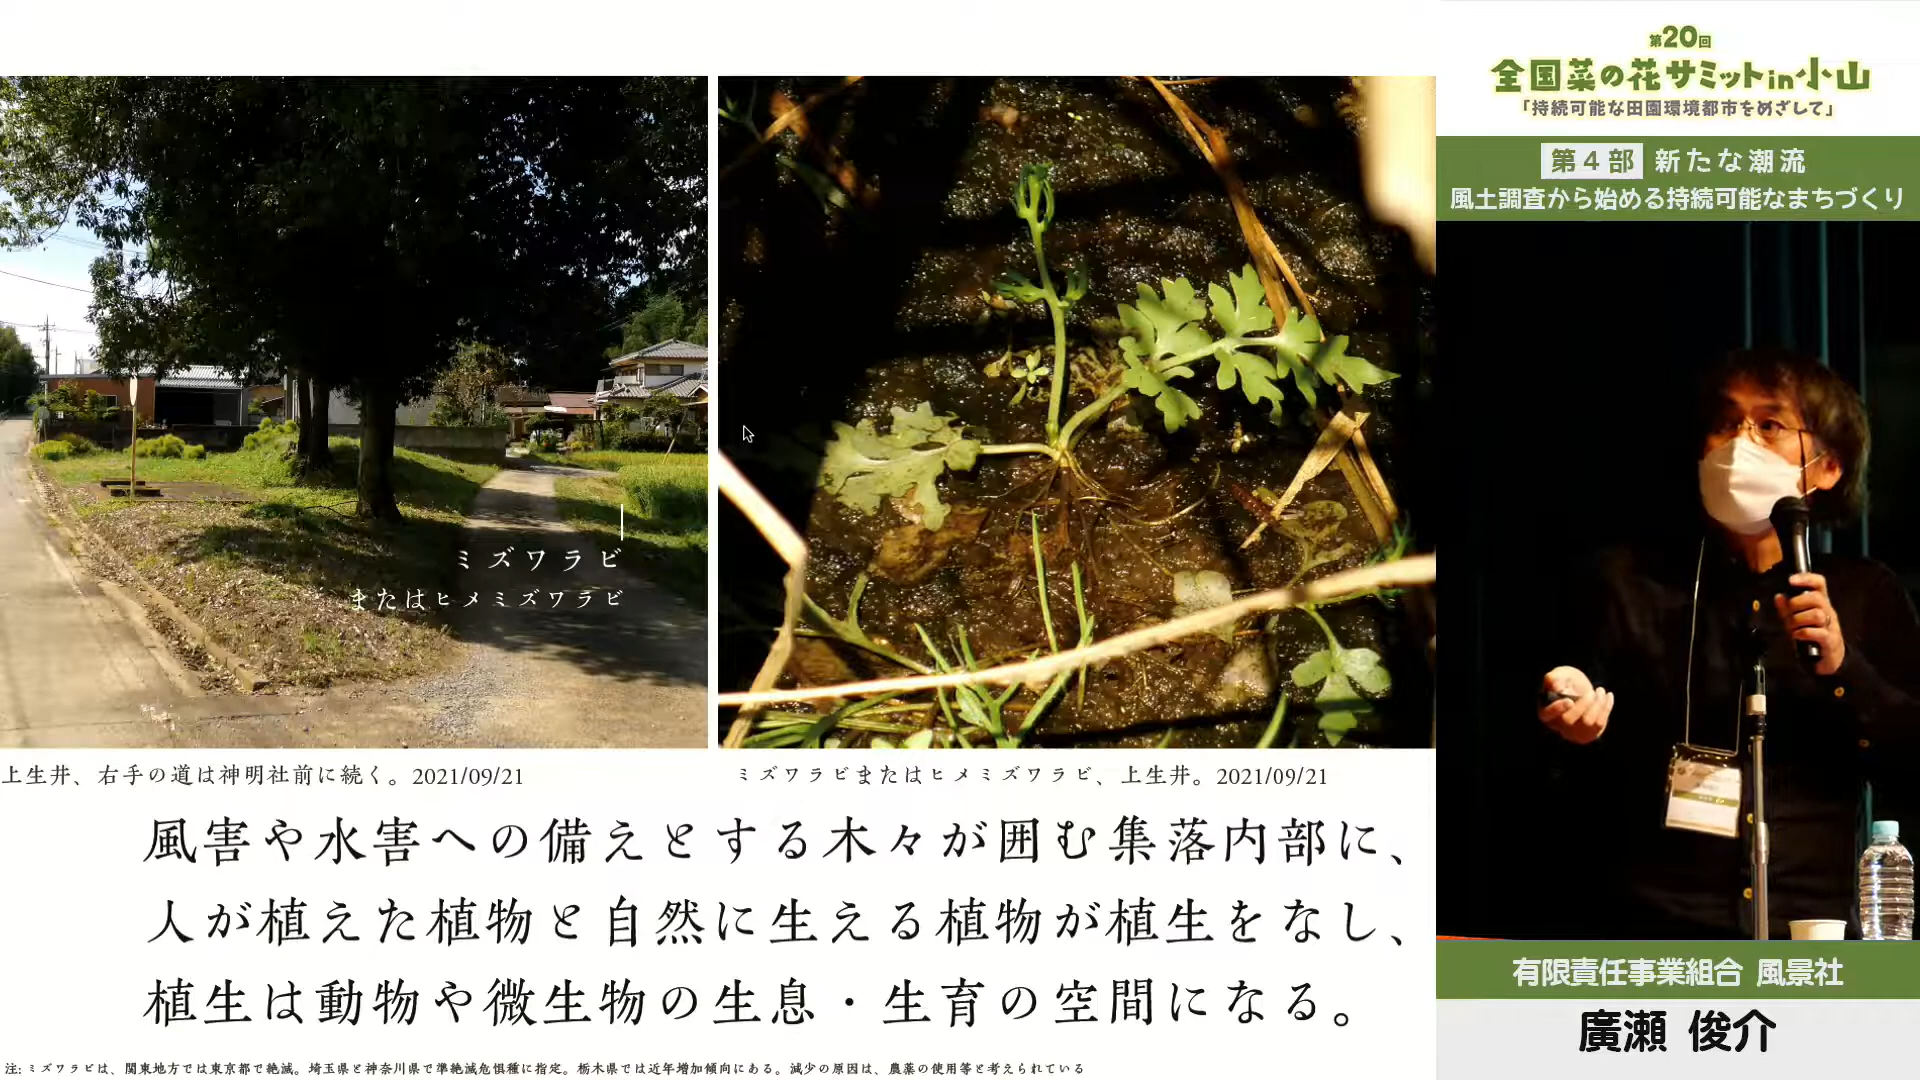 第20回
全国菜の花サミットin小山
「持続可能な田園環境都市をめざして」
第４部 新たな潮流
風土調査から始める持続可能なまちづくり
ミズワラビ
またはヒメミズワラビ
上生井、右手の道は神明社前に続く。2021/09/21
ミズワラビまたはヒメミズワラビ、上生井。2021/09/21
風害や水害への備えとする木々が囲む集落内部に、
人が植えた植物と自然に生える植物が植生をなし、
植生は動物や微生物の生息・生育の空間になる。
注: ミズワラビは、関東地方では東京都で絶滅。埼玉県と神奈川県で準絶滅危惧種に指定。栃木県では近年増加傾向にある。減少の原因は、農薬の使用等と考えられている
有限責任事業組合 風景社
廣瀬 俊介